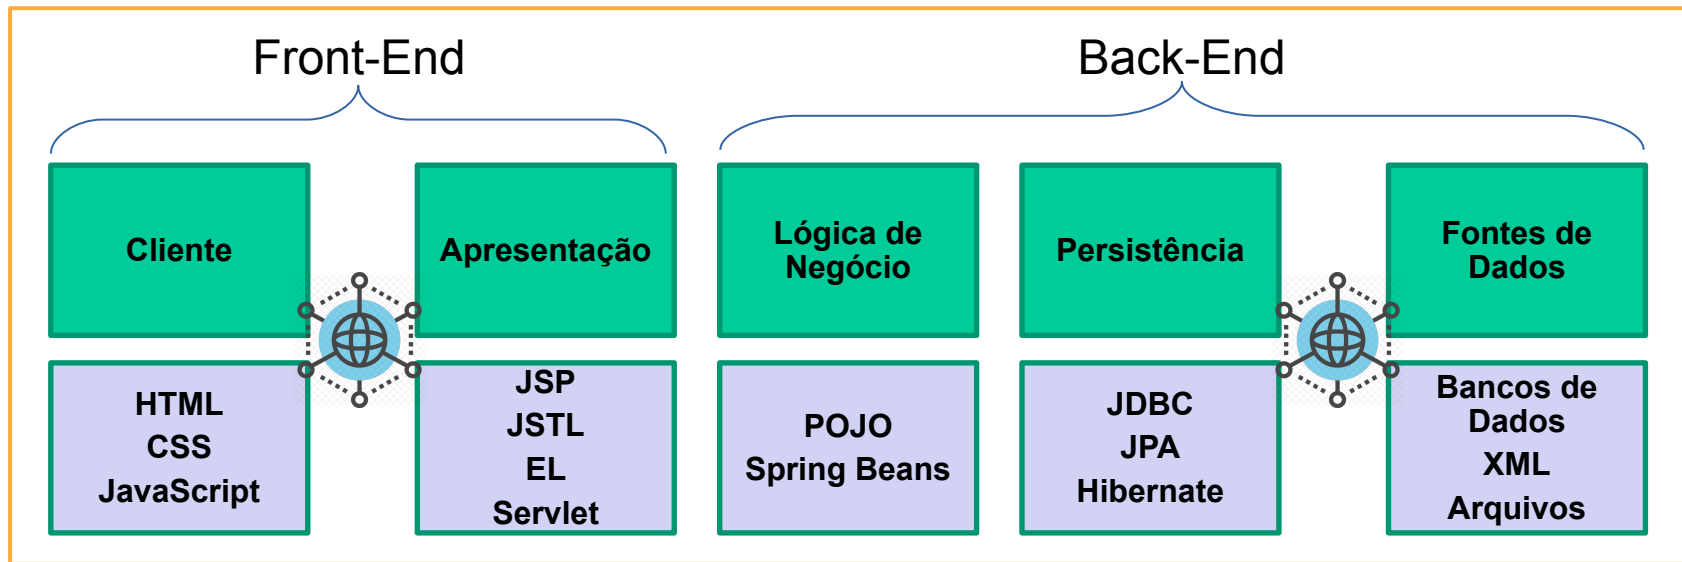 Front-End
Back-End
Cliente
Apresentação
Lógica de
Negócio
Persistência
Fontes de
Dados
HTML
CSS
JavaScript
JSP
JSTL
EL
Servlet
POJO
Spring Beans
JDBC
JPA
Hibernate
Bancos de
Dados
XML
Arquivos